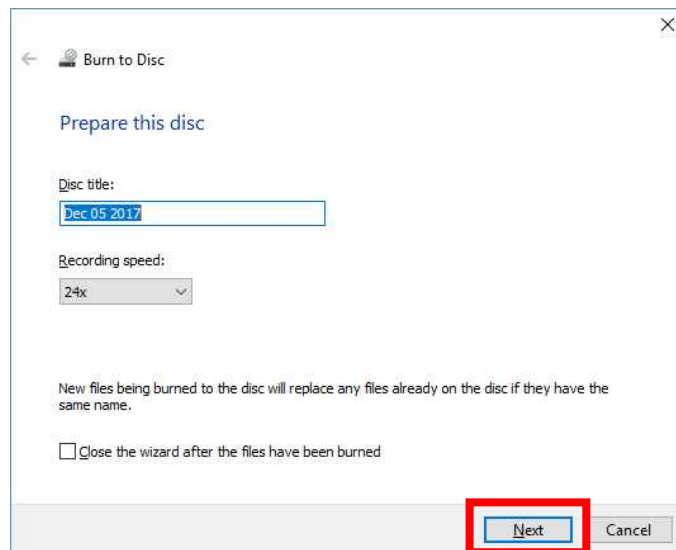 Burn to Disc
Prepare this disc
Disc title:
Dec 05 2017
Recording speed:
24x
New files being burned to the disc will replace any files already on the disc if they have the
same name.
Close the wizard after the files have been burned
Next
Cancel